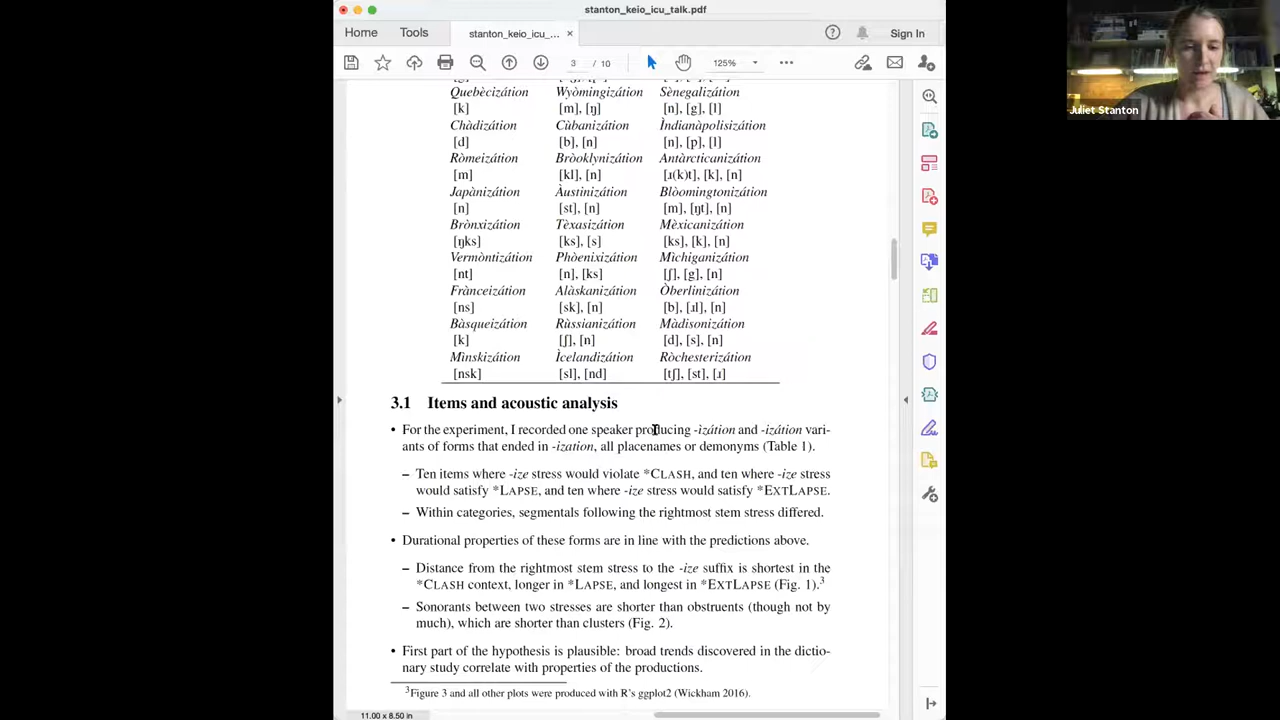 stanton_keio_icu_talk.pdf
Home Tools stanton_keio_icu_... × Sign In
3 / 10 125%
Juliet Stanton
Quebècizátion Wyòmingizátion Sènegalizátion
[k] [m], [ŋ] [n], [g], [l]
Chàdizátion Cùbanizátion Ìndianàpolisizátion
[d] [b], [n] [n], [p], [l]
Ròmeizátion Bròoklynizátion Antàrcticanizátion
[m] [kl], [n] [ɹ(k)t], [k], [n]
Japànizátion Àustinizátion Blòomingtonizátion
[n] [st], [n] [m], [ŋt], [n]
Brònxizátion Tèxasizátion Mèxicanizátion
[ŋks] [ks], [s] [ks], [k], [n]
Vermòntizátion Phòenixizátion Mìchiganizátion
[nt] [n], [ks] [ʃ], [g], [n]
Frànceizátion Alàskanizátion Òberlinizátion
[ns] [sk], [n] [b], [ɹl], [n]
Bàsqueizátion Rùssianizátion Màdisonizátion
[k] [ʃ], [n] [d], [s], [n]
Mìnskizátion Ìcelandizátion Ròchesterizátion
[nsk] [sl], [nd] [tʃ], [st], [ɹ]
3.1 Items and acoustic analysis
• For the experiment, I recorded one speaker producing -izátion and -ìzátion vari-
ants of forms that ended in -ization, all placenames or demonyms (Table 1).
– Ten items where -ize stress would violate *CLASH, and ten where -ize stress
would satisfy *LAPSE, and ten where -ize stress would satisfy *EXTLAPSE.
– Within categories, segmentals following the rightmost stem stress differed.
• Durational properties of these forms are in line with the predictions above.
– Distance from the rightmost stem stress to the -ize suffix is shortest in the
*CLASH context, longer in *LAPSE, and longest in *EXTLAPSE (Fig. 1).³
– Sonorants between two stresses are shorter than obstruents (though not by
much), which are shorter than clusters (Fig. 2).
• First part of the hypothesis is plausible: broad trends discovered in the dictio-
nary study correlate with properties of the productions.
³Figure 3 and all other plots were produced with R's ggplot2 (Wickham 2016).
11.00 x 8.50 in